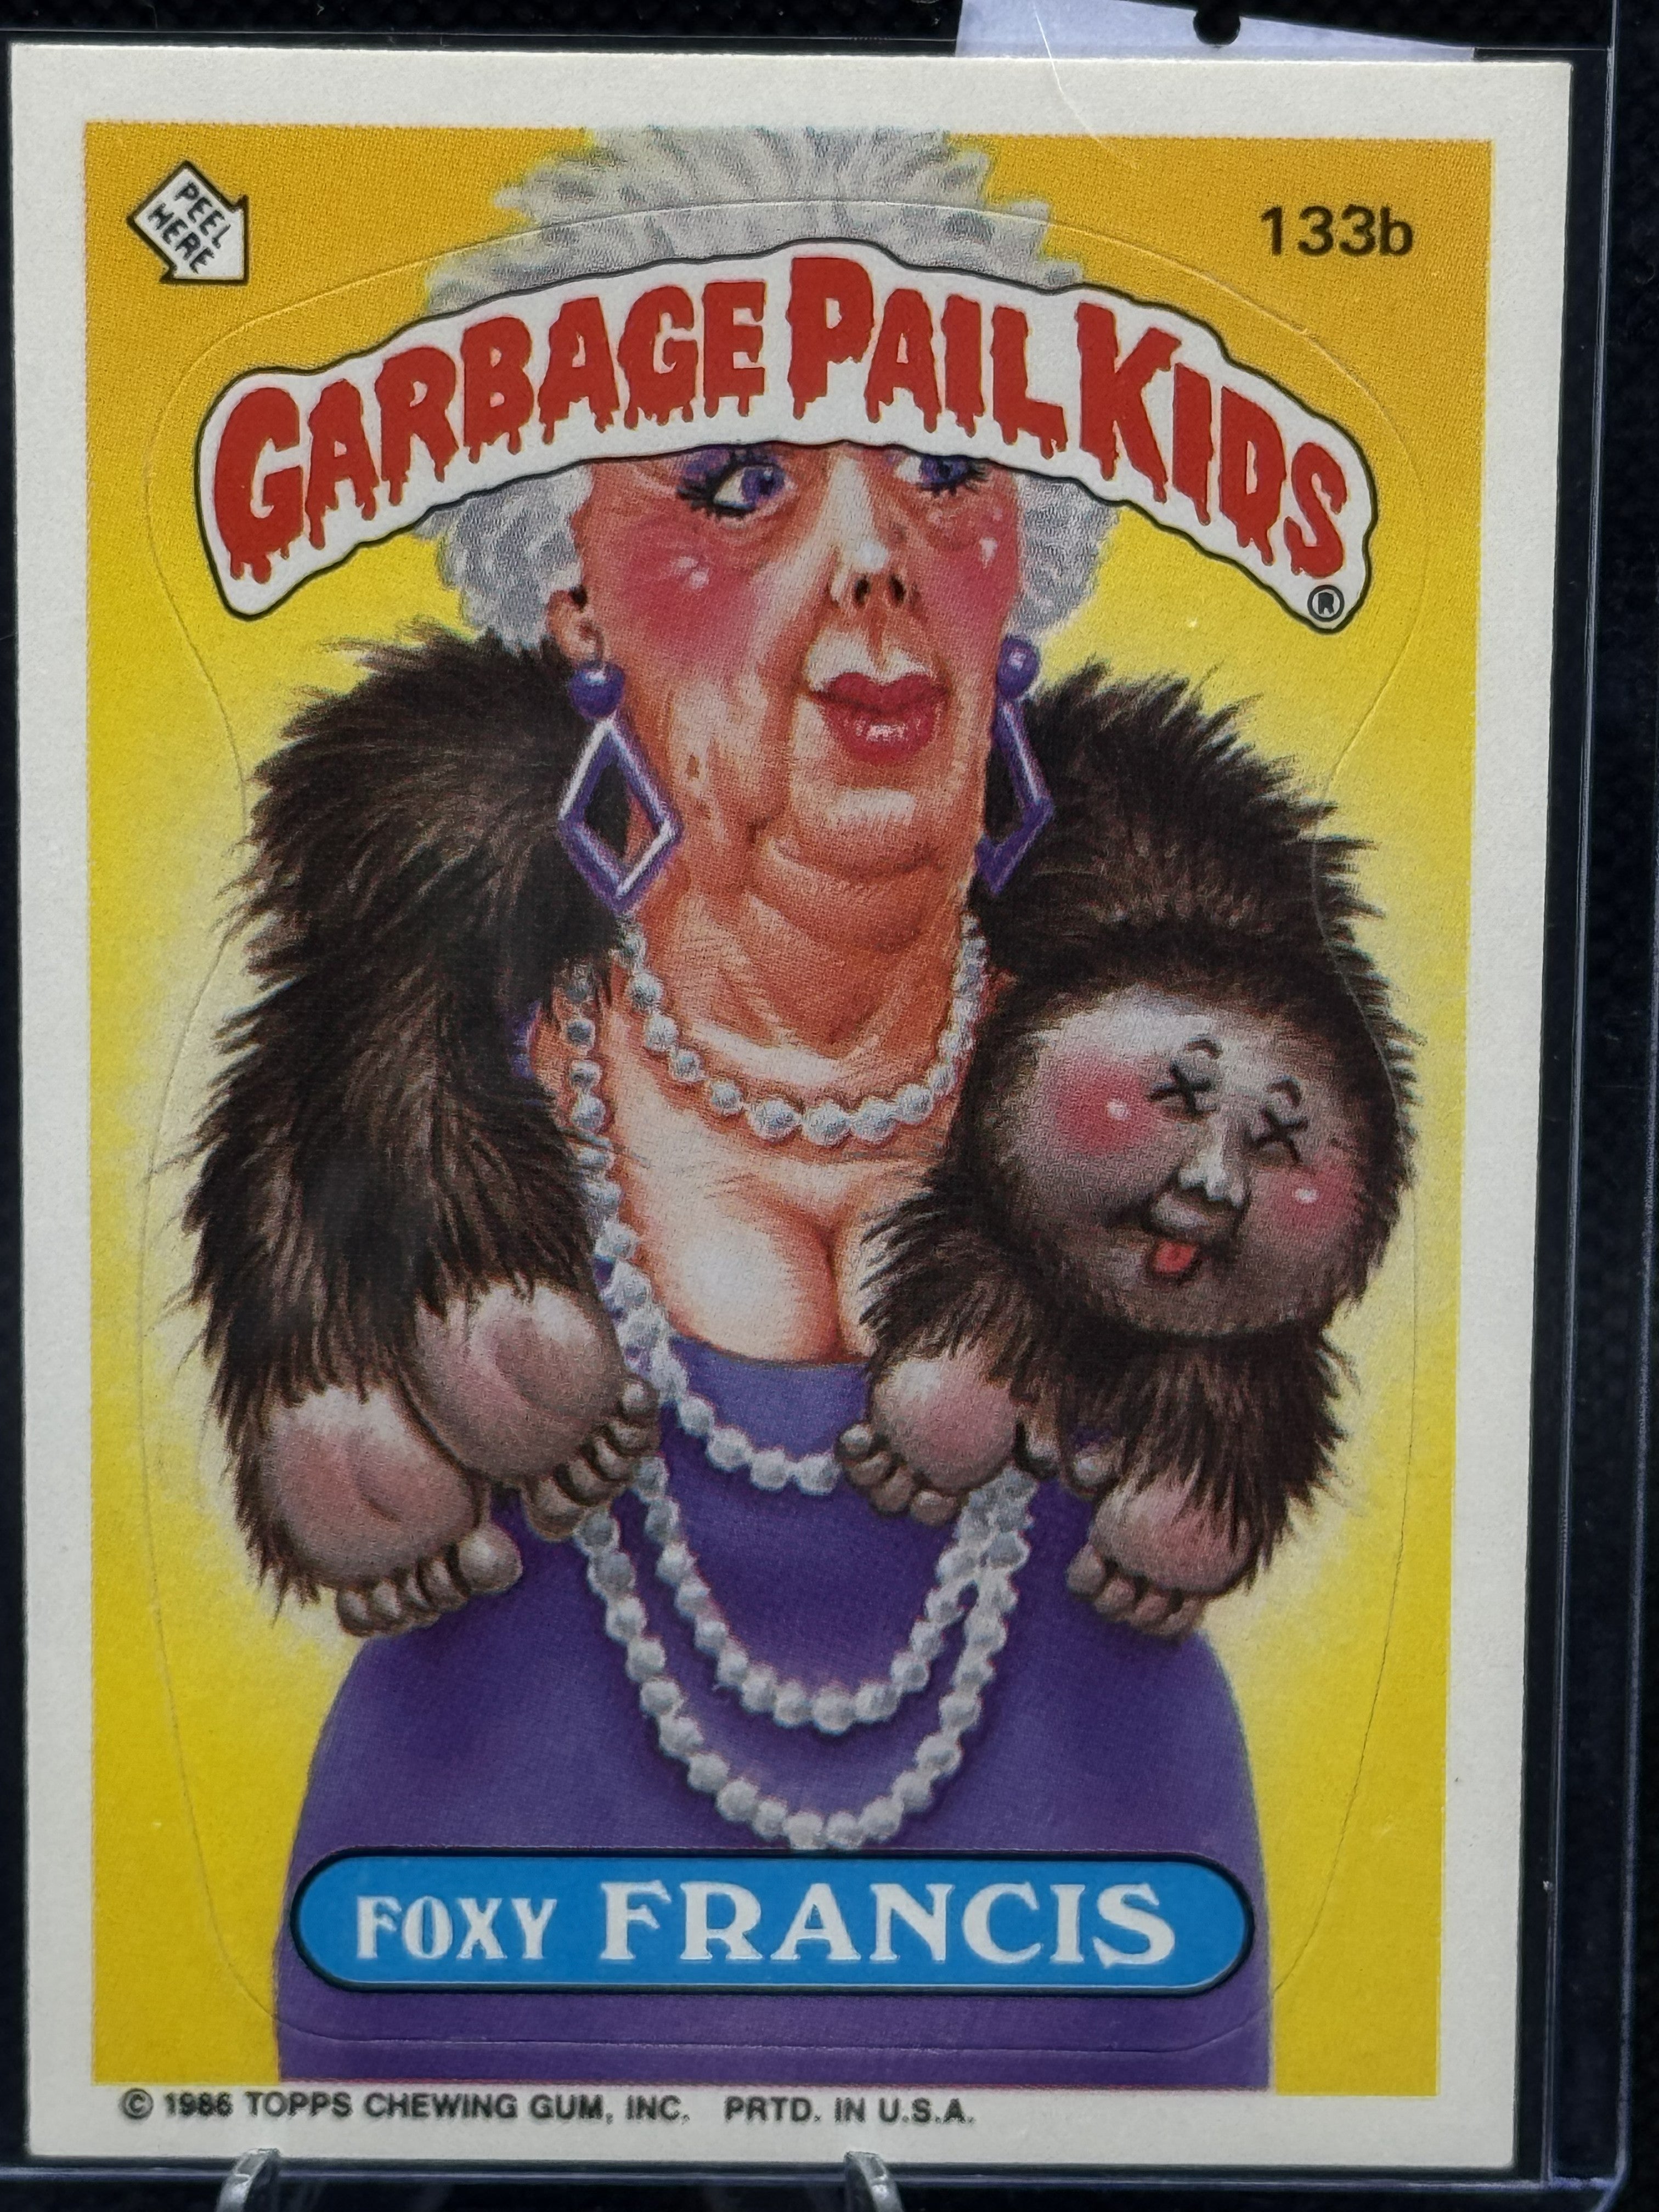 PEEL
HERE
133b
GARBAGE PAIL KIDS
®
FOXY FRANCIS
© 1986 TOPPS CHEWING GUM, INC. PRTD. IN U.S.A.